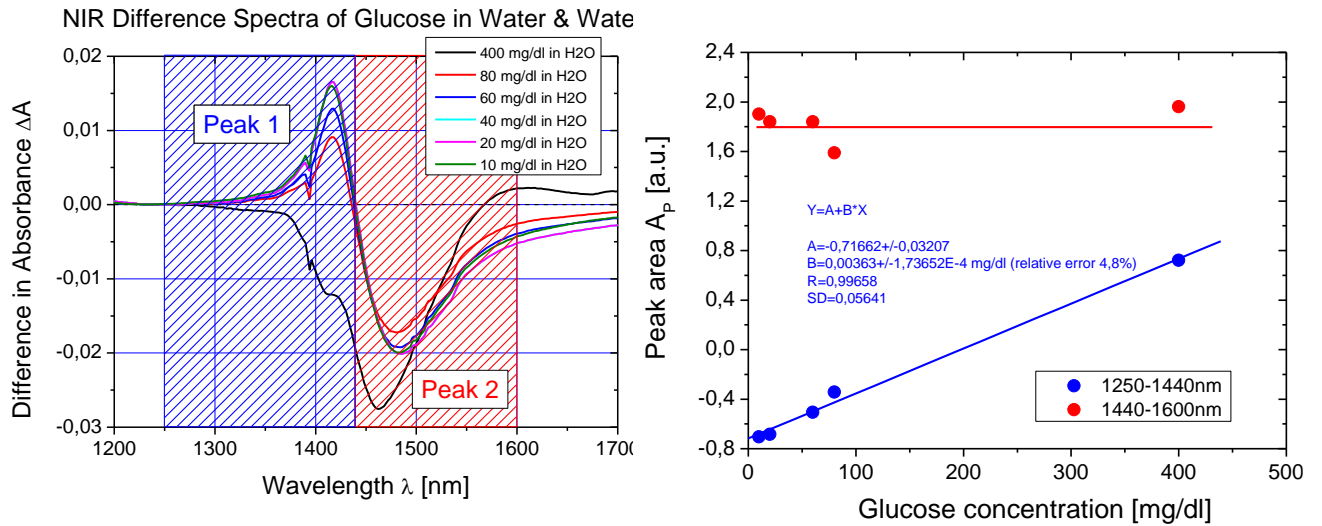 NIR Difference Spectra of Glucose in Water & Wate
Difference in Absorbance ΔA
0,02
0,01
0,00
-0,01
-0,02
-0,03
400 mg/dl in H2O
80 mg/dl in H2O
60 mg/dl in H2O
40 mg/dl in H2O
20 mg/dl in H2O
10 mg/dl in H2O
Peak 1
Peak 2
1200 1300 1400 1500 1600 1700
Wavelength λ [nm]
Peak area A_P [a.u.]
2,4
2,0
1,6
1,2
0,8
0,4
0,0
-0,4
-0,8
Y=A+B*X
A=-0,71662+/-0,03207
B=0,00363+/-1,73652E-4 mg/dl (relative error 4,8%)
R=0,99658
SD=0,05641
1250-1440nm
1440-1600nm
0 100 200 300 400 500
Glucose concentration [mg/dl]